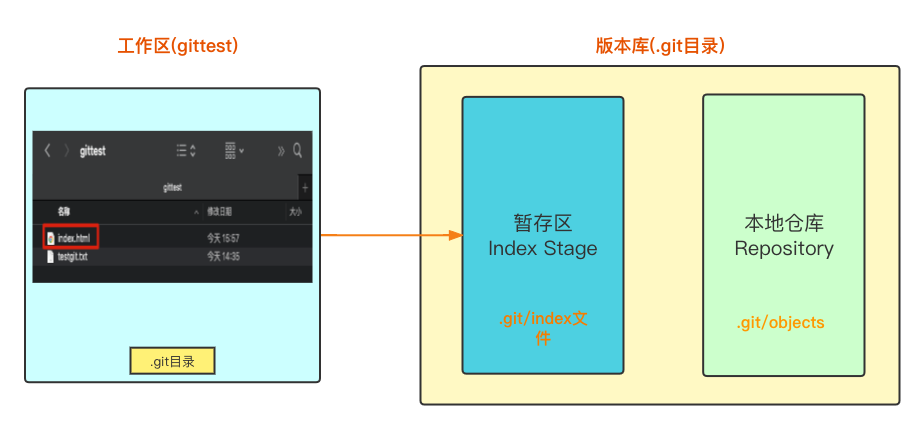 工作区(gittest)
版本库(.git目录)
gittest
gittest
名称
修改日期
大小
index.html
今天 15:57
testgit.txt
今天 14:35
.git目录
暂存区
Index Stage
.git/index文
件
本地仓库
Repository
.git/objects